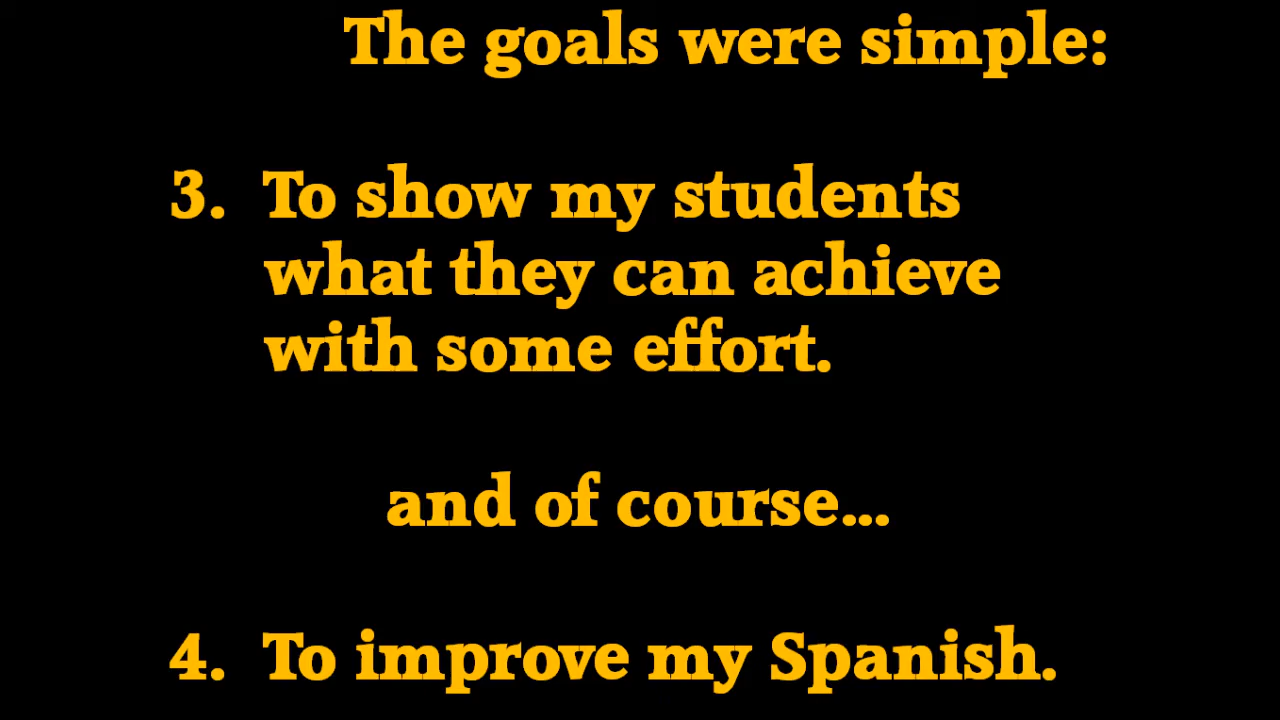 The goals were simple:
3. To show my students
what they can achieve
with some effort.
and of course...
4. To improve my Spanish.